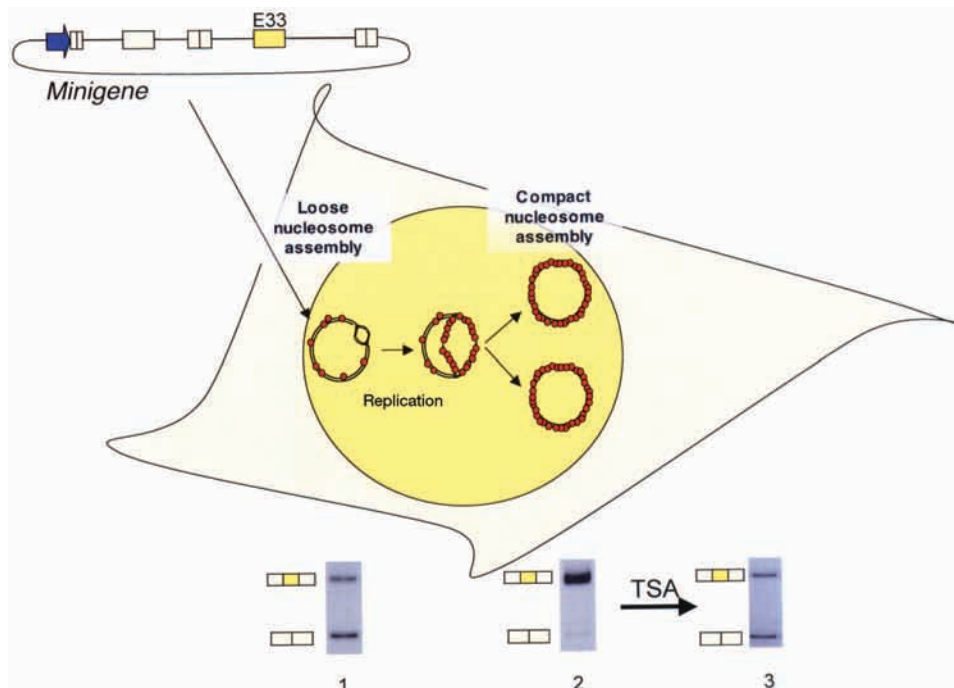 E33
Minigene
Loose
nucleosome
assembly
Compact
nucleosome
assembly
Replication
TSA
1
2
3